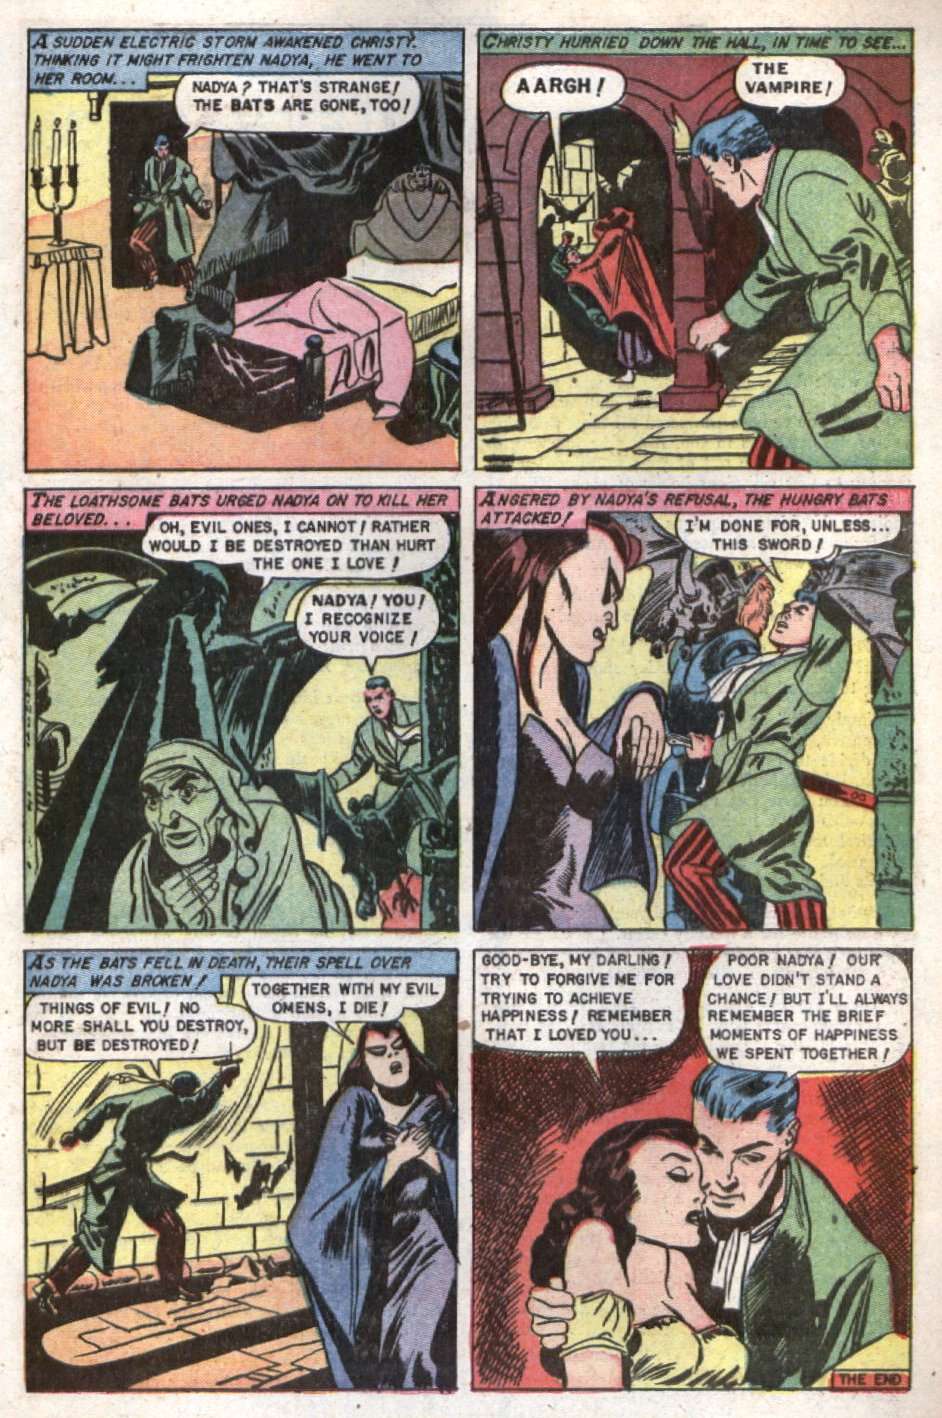 A SUDDEN ELECTRIC STORM AWAKENED CHRISTY.
THINKING IT MIGHT FRIGHTEN NADYA, HE WENT TO
HER ROOM...
NADYA? THAT'S STRANGE!
THE BATS ARE GONE, TOO!
CHRISTY HURRIED DOWN THE HALL, IN TIME TO SEE...
AARGH!
THE
VAMPIRE!
THE LOATHSOME BATS URGED NADYA ON TO KILL HER
BELOVED...
OH, EVIL ONES, I CANNOT! RATHER
WOULD I BE DESTROYED THAN HURT
THE ONE I LOVE!
NADYA! YOU!
I RECOGNIZE
YOUR VOICE!
ANGERED BY NADYA'S REFUSAL, THE HUNGRY BATS
ATTACKED!
I'M DONE FOR, UNLESS...
THIS SWORD!
AS THE BATS FELL IN DEATH, THEIR SPELL OVER
NADYA WAS BROKEN!
THINGS OF EVIL! NO
MORE SHALL YOU DESTROY,
BUT BE DESTROYED!
TOGETHER WITH MY EVIL
OMENS, I DIE!
GOOD-BYE, MY DARLING!
TRY TO FORGIVE ME FOR
TRYING TO ACHIEVE
HAPPINESS! REMEMBER
THAT I LOVED YOU...
POOR NADYA! OUR
LOVE DIDN'T STAND A
CHANCE! BUT I'LL ALWAYS
REMEMBER THE BRIEF
MOMENTS OF HAPPINESS
WE SPENT TOGETHER!
THE END